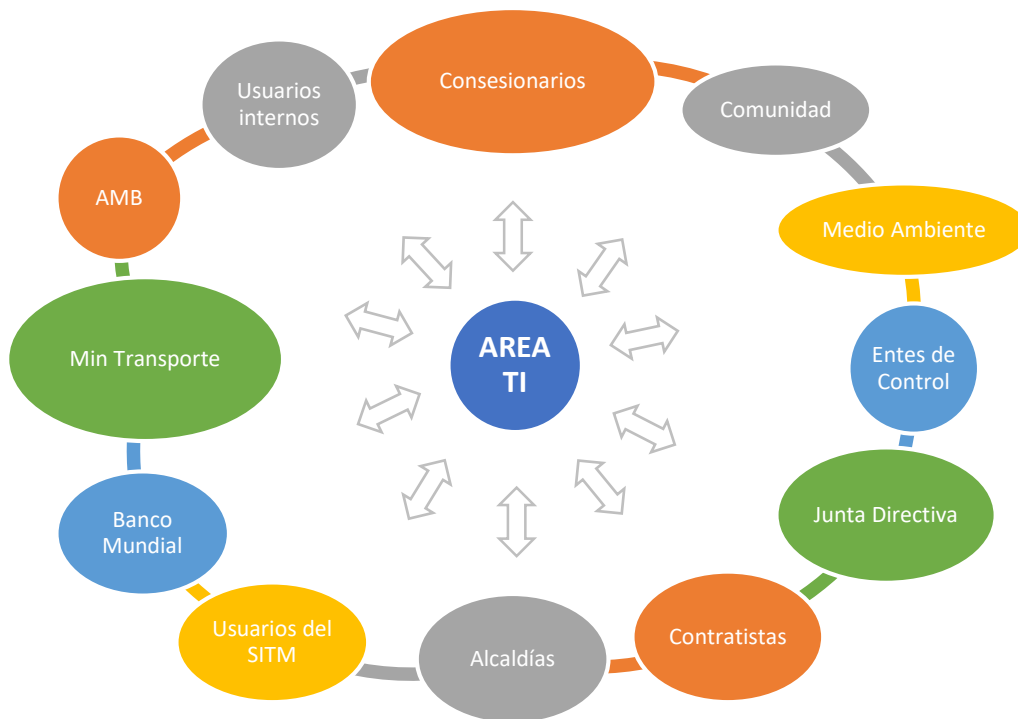 Consesionarios
Usuarios
internos
Comunidad
AMB
Medio Ambiente
Min Transporte
AREA
TI
Entes de
Control
Banco
Mundial
Junta Directiva
Usuarios del
SITM
Alcaldías
Contratistas